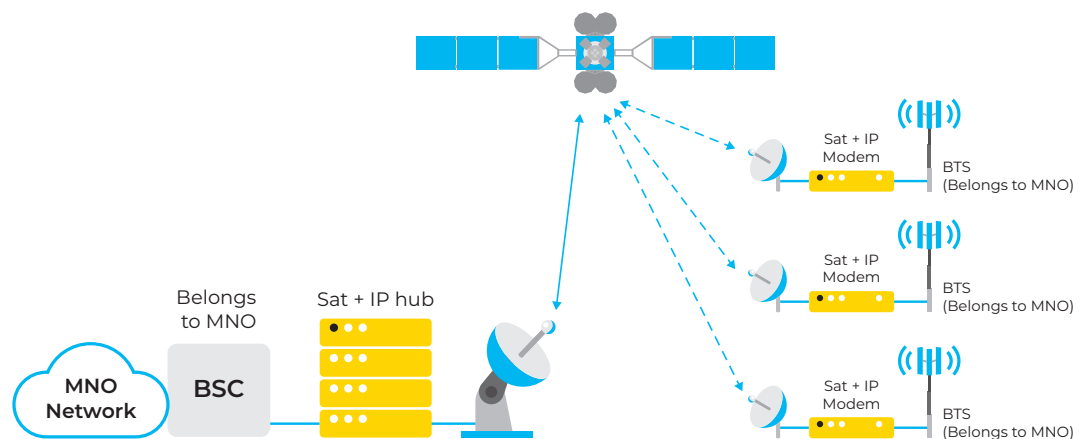 Sat + IP
Modem
BTS
(Belongs to MNO)
Sat + IP
Modem
BTS
(Belongs to MNO)
Belongs
to MNO
Sat + IP hub
MNO
Network
BSC
Sat + IP
Modem
BTS
(Belongs to MNO)